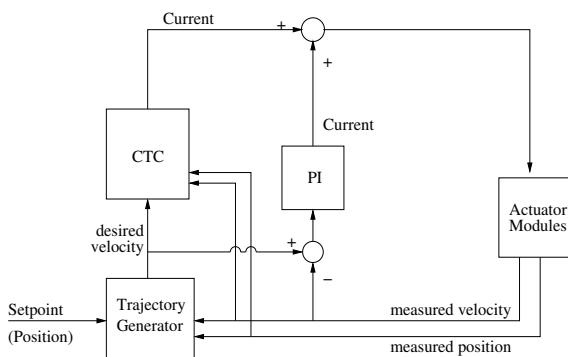 Current
+
+
Current
CTC
PI
Actuator
Modules
desired
velocity
+
−
Setpoint
(Position)
Trajectory
Generator
measured velocity
measured position